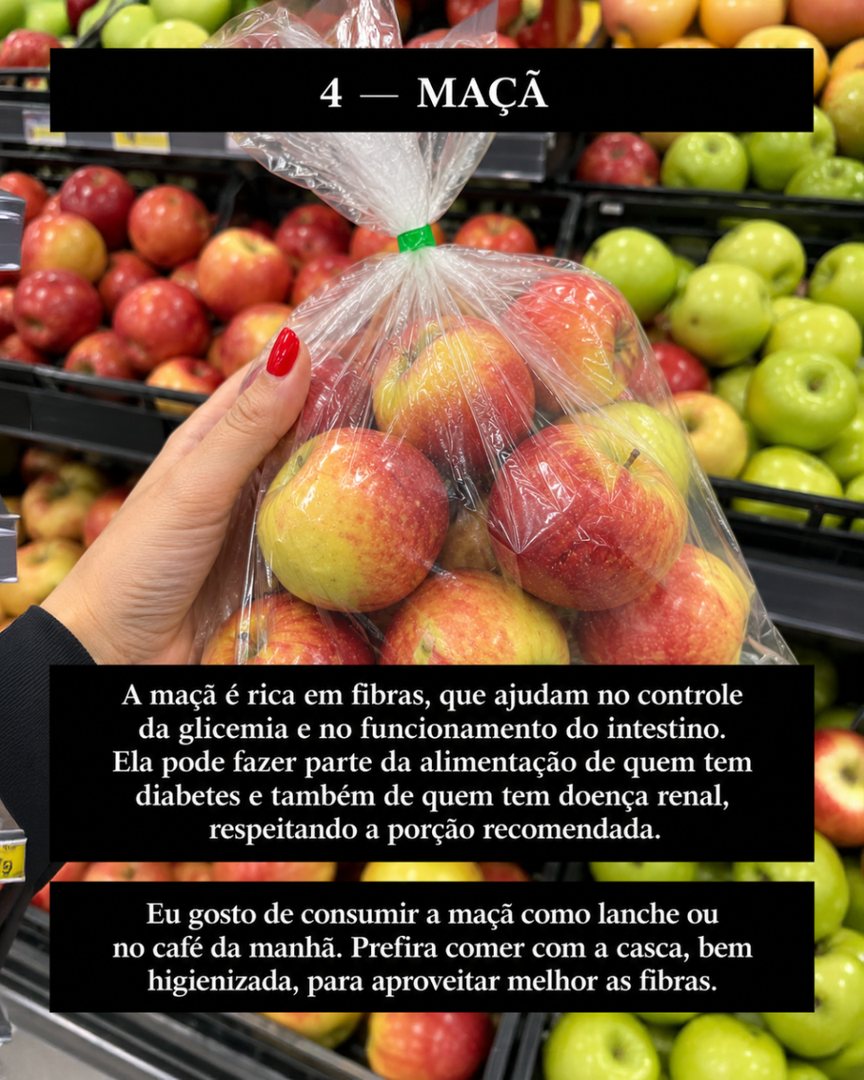 4 — MAÇÃ
A maçã é rica em fibras, que ajudam no controle
da glicemia e no funcionamento do intestino.
Ela pode fazer parte da alimentação de quem tem
diabetes e também de quem tem doença renal,
respeitando a porção recomendada.
Eu gosto de consumir a maçã como lanche ou
no café da manhã. Prefira comer com a casca, bem
higienizada, para aproveitar melhor as fibras.